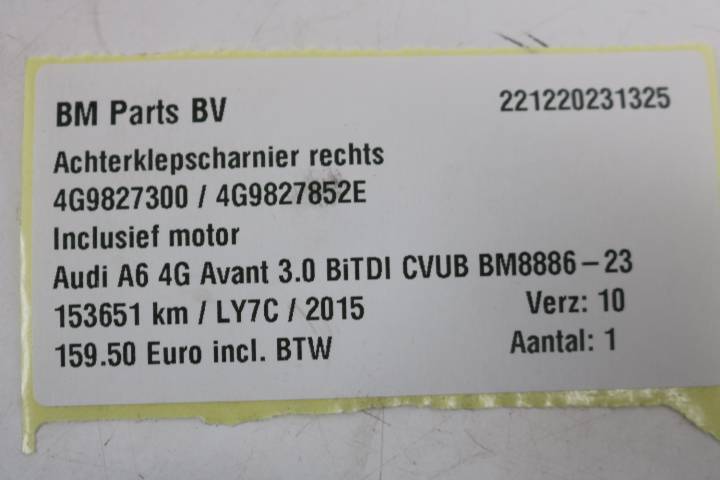 BM Parts BV 221220231325
Achterklepscharnier rechts
4G9827300 / 4G9827852E
Inclusief motor
Audi A6 4G Avant 3.0 BiTDI CVUB BM8886-23
153651 km / LY7C / 2015 Verz: 10
159.50 Euro incl. BTW Aantal: 1